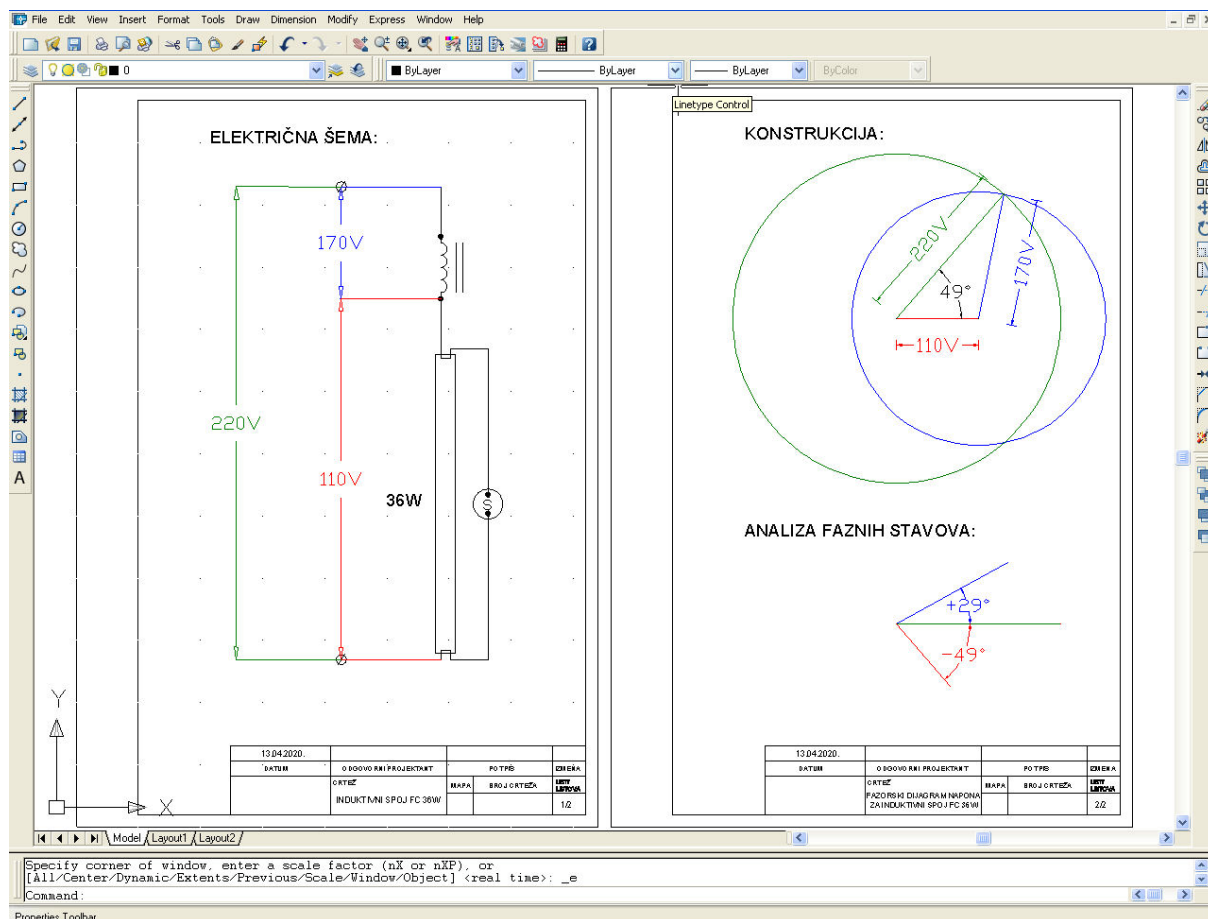 File Edit View Insert Format Tools Draw Dimension Modify Express Window Help
0
ByLayer
ByLayer
ByLayer
ByColor
Linetype Control
ELEKTRIČNA ŠEMA:
170V
220V
110V
36W
S
Y
X
13.04.2020.
DATUM
ODGOVORNI PROJEKTANT
POTPIS
IZMENA
CRTEŽ
INDUKTIVNI SPOJ FC 36W
MAPA
BROJ CRTEŽA
LIST/
LISTOVA
1/2
KONSTRUKCIJA:
220V
170V
49°
110V
ANALIZA FAZNIH STAVOVA:
+29°
-49°
13.04.2020.
DATUM
ODGOVORNI PROJEKTANT
POTPIS
IZMENA
CRTEŽ
FAZORSKI DIJAGRAM NAPONA
ZA INDUKTIVNI SPOJ FC 36W
MAPA
BROJ CRTEŽA
LIST/
LISTOVA
2/2
Model Layout1 Layout2
Specify corner of window, enter a scale factor (nX or nXP), or
[All/Center/Dynamic/Extents/Previous/Scale/Window/Object] <real time>: _e
Command:
Properties Toolbar